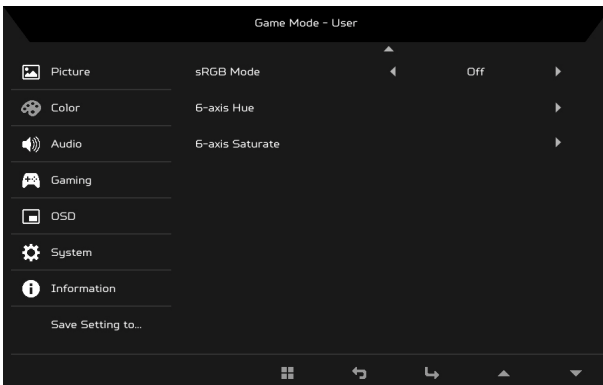 Game Mode - User
Picture
sRGB Mode
Off
Color
6-axis Hue
Audio
6-axis Saturate
Gaming
OSD
System
Information
Save Setting to...